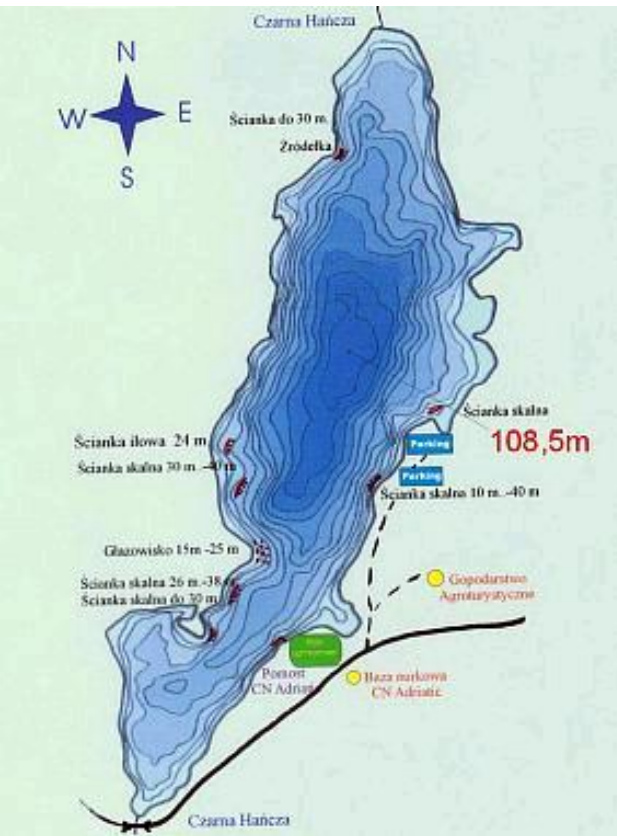 Czarna Hańcza
N
W E
S
Ścianka do 30 m.
Źródełka
Ścianka skalna
108,5m
Parking
Parking
Ścianka iłowa 24 m.
Ścianka skalna 30 m. -40 m
Ścianka skalna 10 m. -40 m
Głazowisko 15m -25 m
Ścianka skalna 26 m. -38
Ścianka skalna do 30 m
Gopodarstwo
Agroturystyczne
Pomost
CN
Baza nurkowa
CN Adriatic
Czarna Hańcza